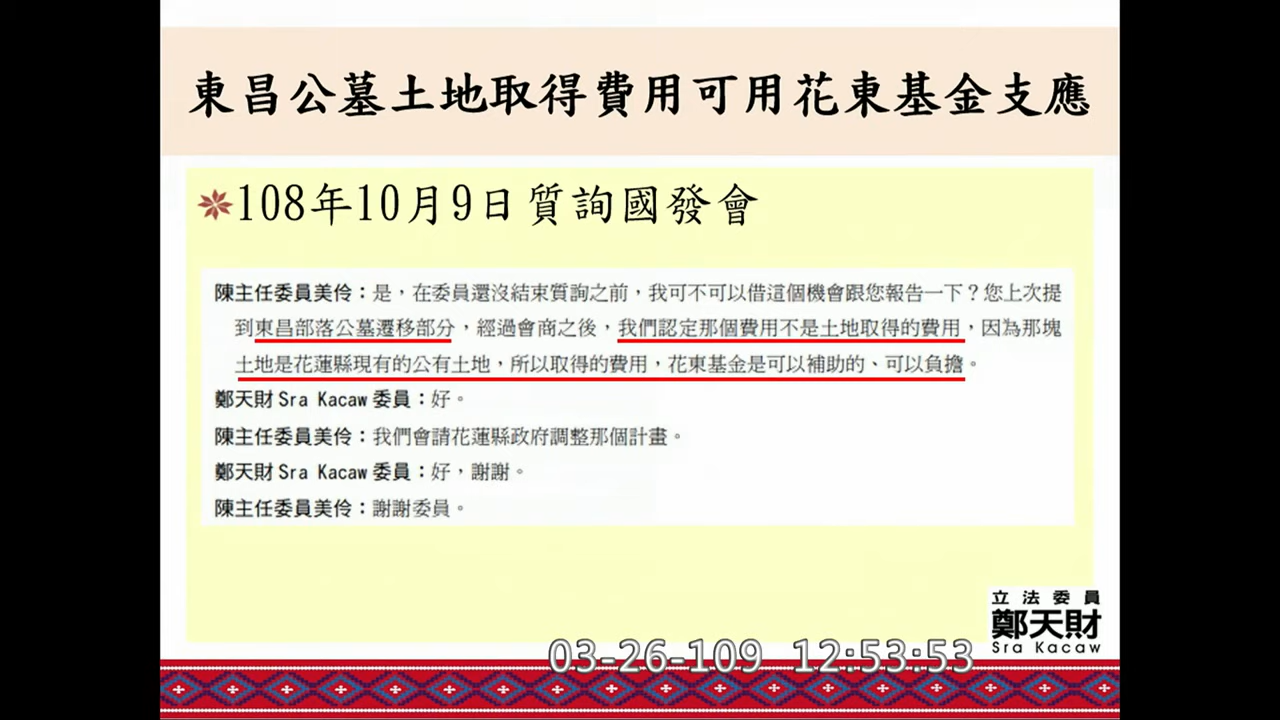 東昌公墓土地取得費用可用花東基金支應
108年10月9日質詢國發會
陳主任委員美伶：是，在委員還沒結束質詢之前，我可不可以借這個機會跟您報告一下？您上次提
到東昌部落公墓遷移部分，經過會商之後，我們認定那個費用不是土地取得的費用，因為那塊
土地是花蓮縣現有的公有土地，所以取得的費用，花東基金是可以補助的、可以負擔。
鄭天財 Sra Kacaw 委員：好。
陳主任委員美伶：我們會請花蓮縣政府調整那個計畫。
鄭天財 Sra Kacaw 委員：好，謝謝。
陳主任委員美伶：謝謝委員。
立法委員
鄭天財
Sra Kacaw
03-26-109 12:53:53